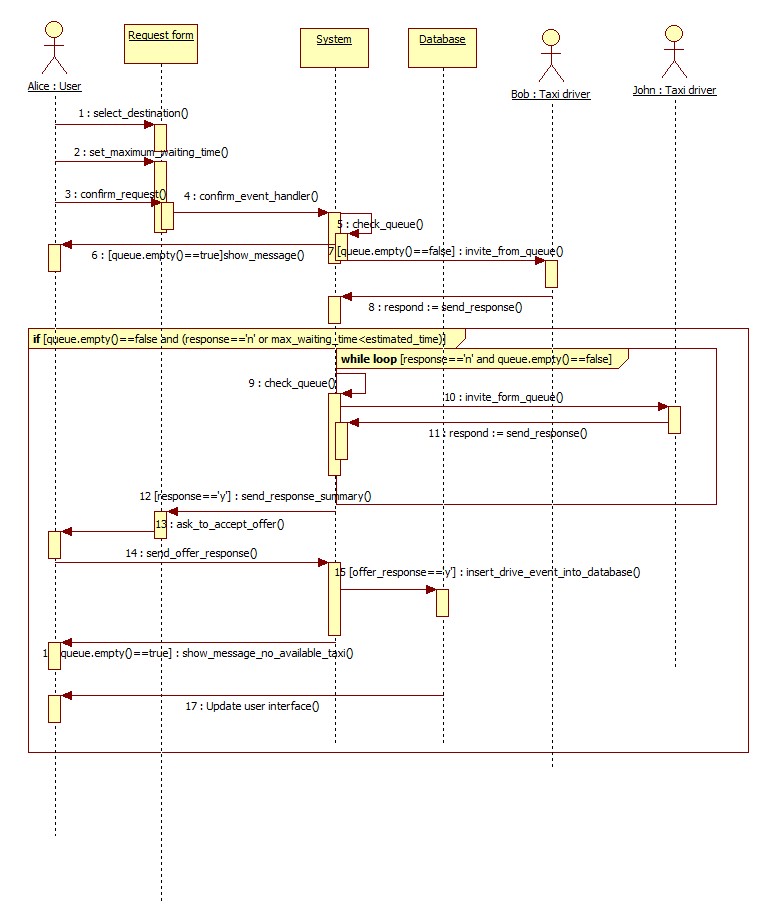 Request form
System
Database
Alice : User
Bob : Taxi driver
John : Taxi driver
1 : select_destination()
2 : set_maximum_waiting_time()
3 : confirm_request()
4 : confirm_event_handler()
5 : check_queue()
6 : [queue.empty()==true]show_message()
7 [queue.empty()==false] : invite_from_queue()
8 : respond := send_response()
if [queue.empty()==false and (response=='n' or max_waiting_time<estimated_time)]
while loop [response=='n' and queue.empty()==false]
9 : check_queue()
10 : invite_form_queue()
11 : respond := send_response()
12 [response=='y'] : send_response_summary()
13 : ask_to_accept_offer()
14 : send_offer_response()
15 [offer_response=='y'] : insert_drive_event_into_database()
queue.empty()==true] : show_message_no_available_taxi()
17 : Update user interface()